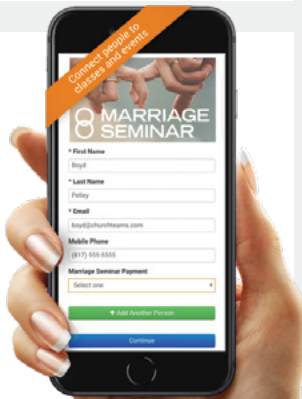 Connect people to
classes and events
8 MARRIAGE
SEMINAR
* First Name
Boyd
* Last Name
Pelley
* Email
boyd@churchteams.com
Mobile Phone
(817) 555-5555
Marriage Seminar Payment
Select one
+ Add Another Person
Continue